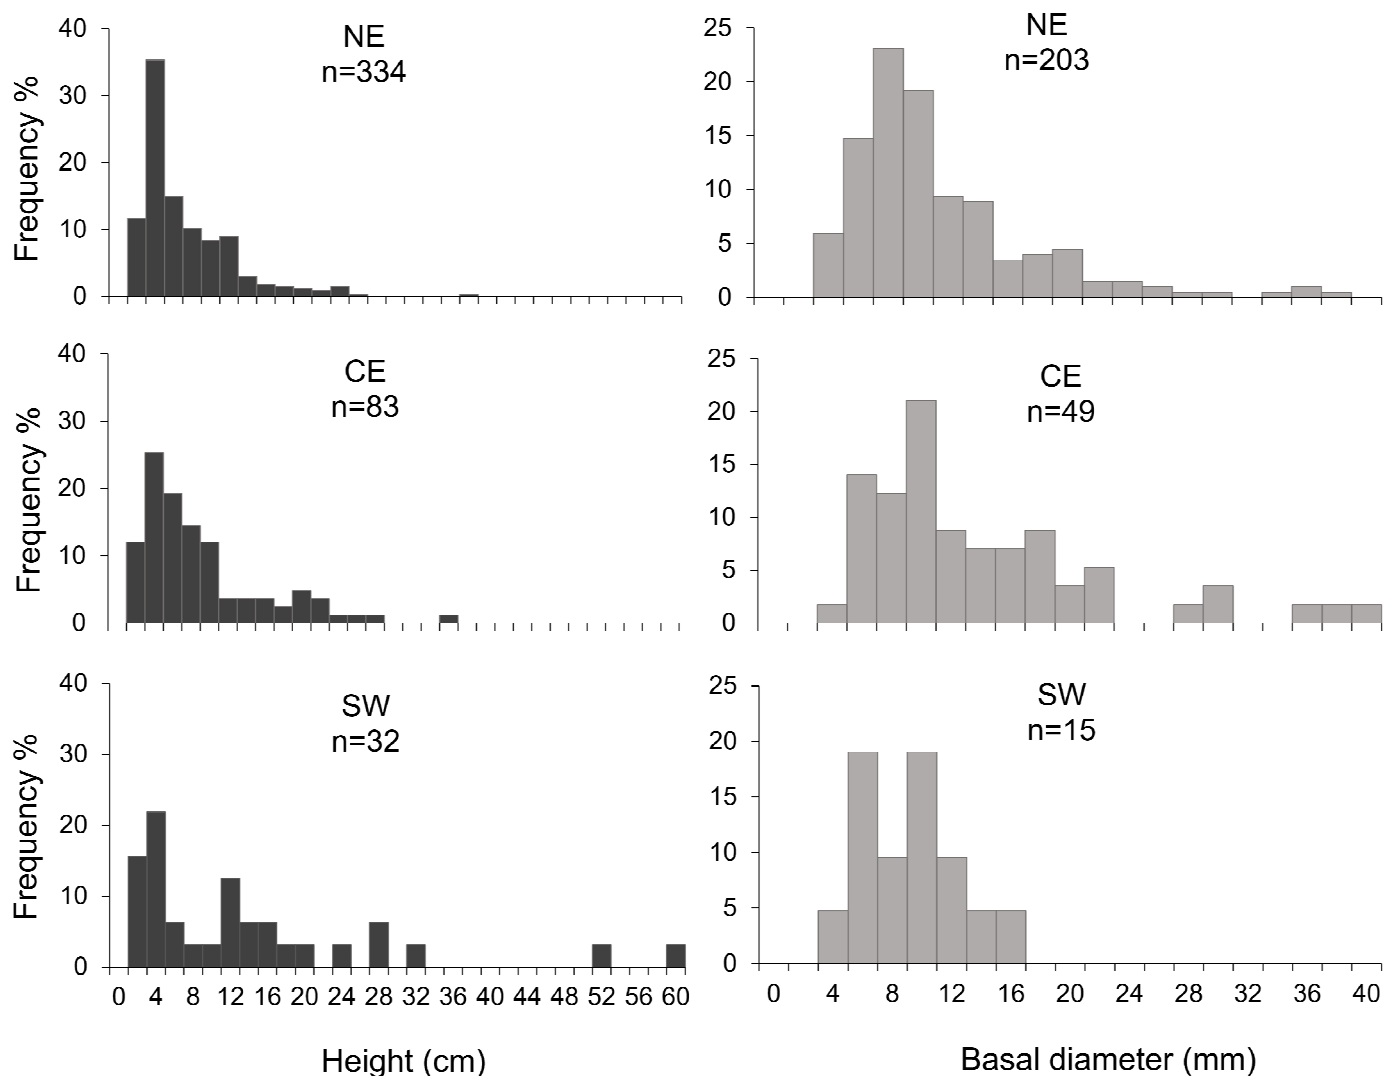 NE
n=334
Frequency %
40
30
20
10
0
NE
n=203
25
20
15
10
5
0
CE
n=83
Frequency %
40
30
20
10
0
CE
n=49
25
20
15
10
5
0
SW
n=32
Frequency %
40
30
20
10
0
0 4 8 12 16 20 24 28 32 36 40 44 48 52 56 60
Height (cm)
SW
n=15
25
20
15
10
5
0
0 4 8 12 16 20 24 28 32 36 40
Basal diameter (mm)